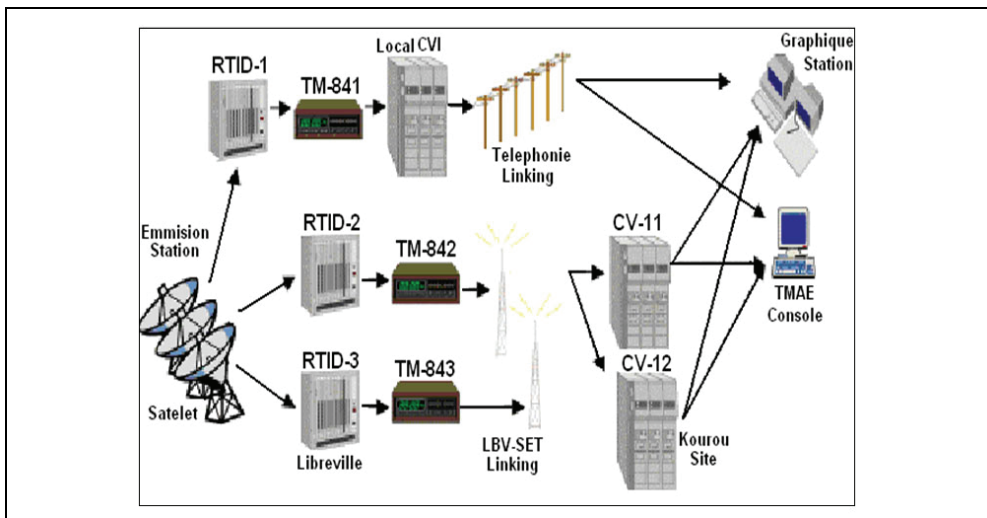 Local CVI
Graphique
Station
RTID-1
TM-841
Telephonie
Linking
Emmision
Station
RTID-2
TM-842
CV-11
TMAE
Console
RTID-3
TM-843
CV-12
Satelet
Libreville
LBV-SET
Linking
Kourou
Site